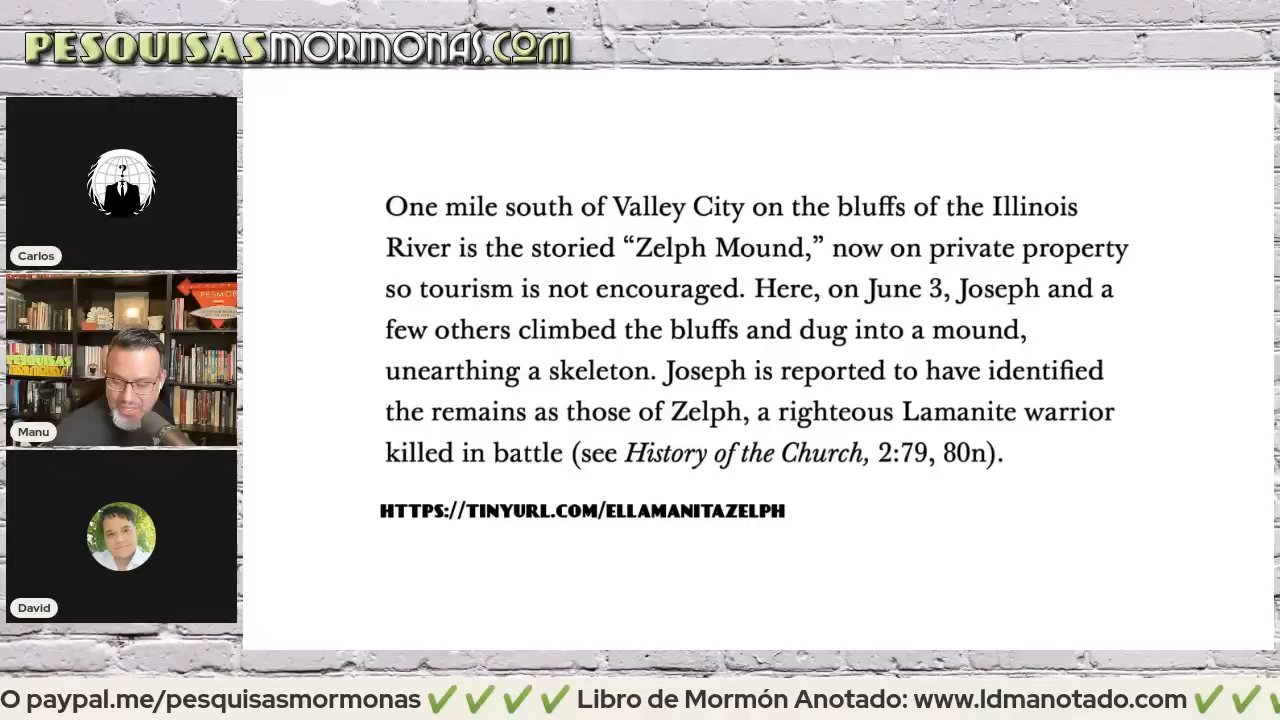 PESQUISASMORMONAS.COM
Carlos
PESQUISAS
Manu
David
One mile south of Valley City on the bluffs of the Illinois
River is the storied “Zelph Mound,” now on private property
so tourism is not encouraged. Here, on June 3, Joseph and a
few others climbed the bluffs and dug into a mound,
unearthing a skeleton. Joseph is reported to have identified
the remains as those of Zelph, a righteous Lamanite warrior
killed in battle (see History of the Church, 2:79, 80n).
HTTPS://TINYURL.COM/ELLAMANITAZELPH
O paypal.me/pesquisasmormonas ✔✔✔✔ Libro de Mormón Anotado: www.ldmanotado.com ✔✔